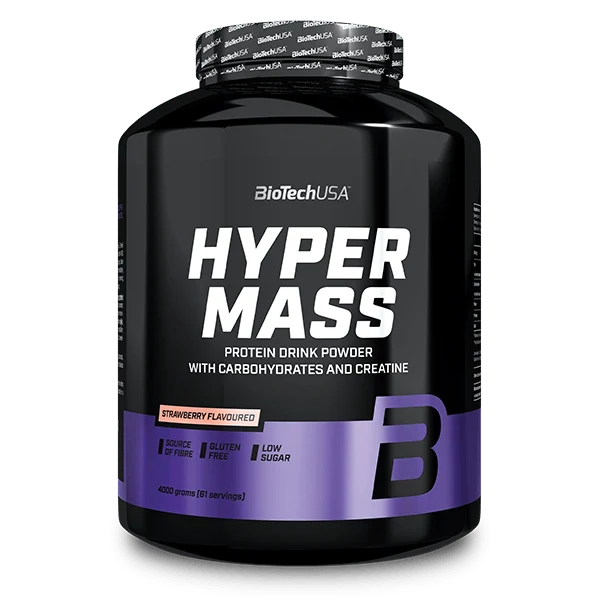 BioTechUSA™
HYPER
MASS
PROTEIN DRINK POWDER
WITH CARBOHYDRATES AND CREATINE
STRAWBERRY FLAVOURED
SOURCE
OF FIBRE
GLUTEN
FREE
LOW
SUGAR
4000 grams (61 servings)
B